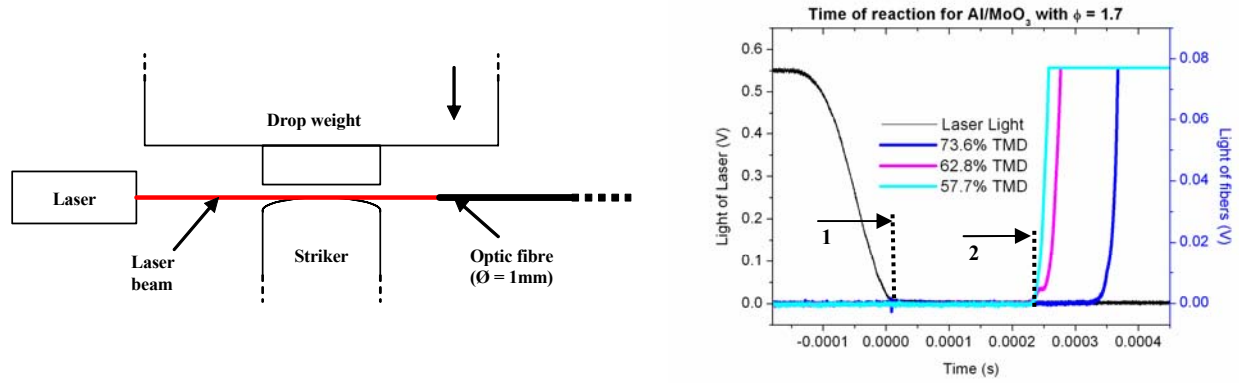 Drop weight
Laser
Striker
Laser
beam
Optic fibre
(Ø = 1mm)
Time of reaction for Al/MoO₃ with ϕ = 1.7
Light of Laser (V)
0.6
0.5
0.4
0.3
0.2
0.1
0.0
Laser Light
73.6% TMD
62.8% TMD
57.7% TMD
1
2
0.08
0.06
0.04
0.02
0.00
Light of fibers (V)
-0.0001 0.0000 0.0001 0.0002 0.0003 0.0004
Time (s)